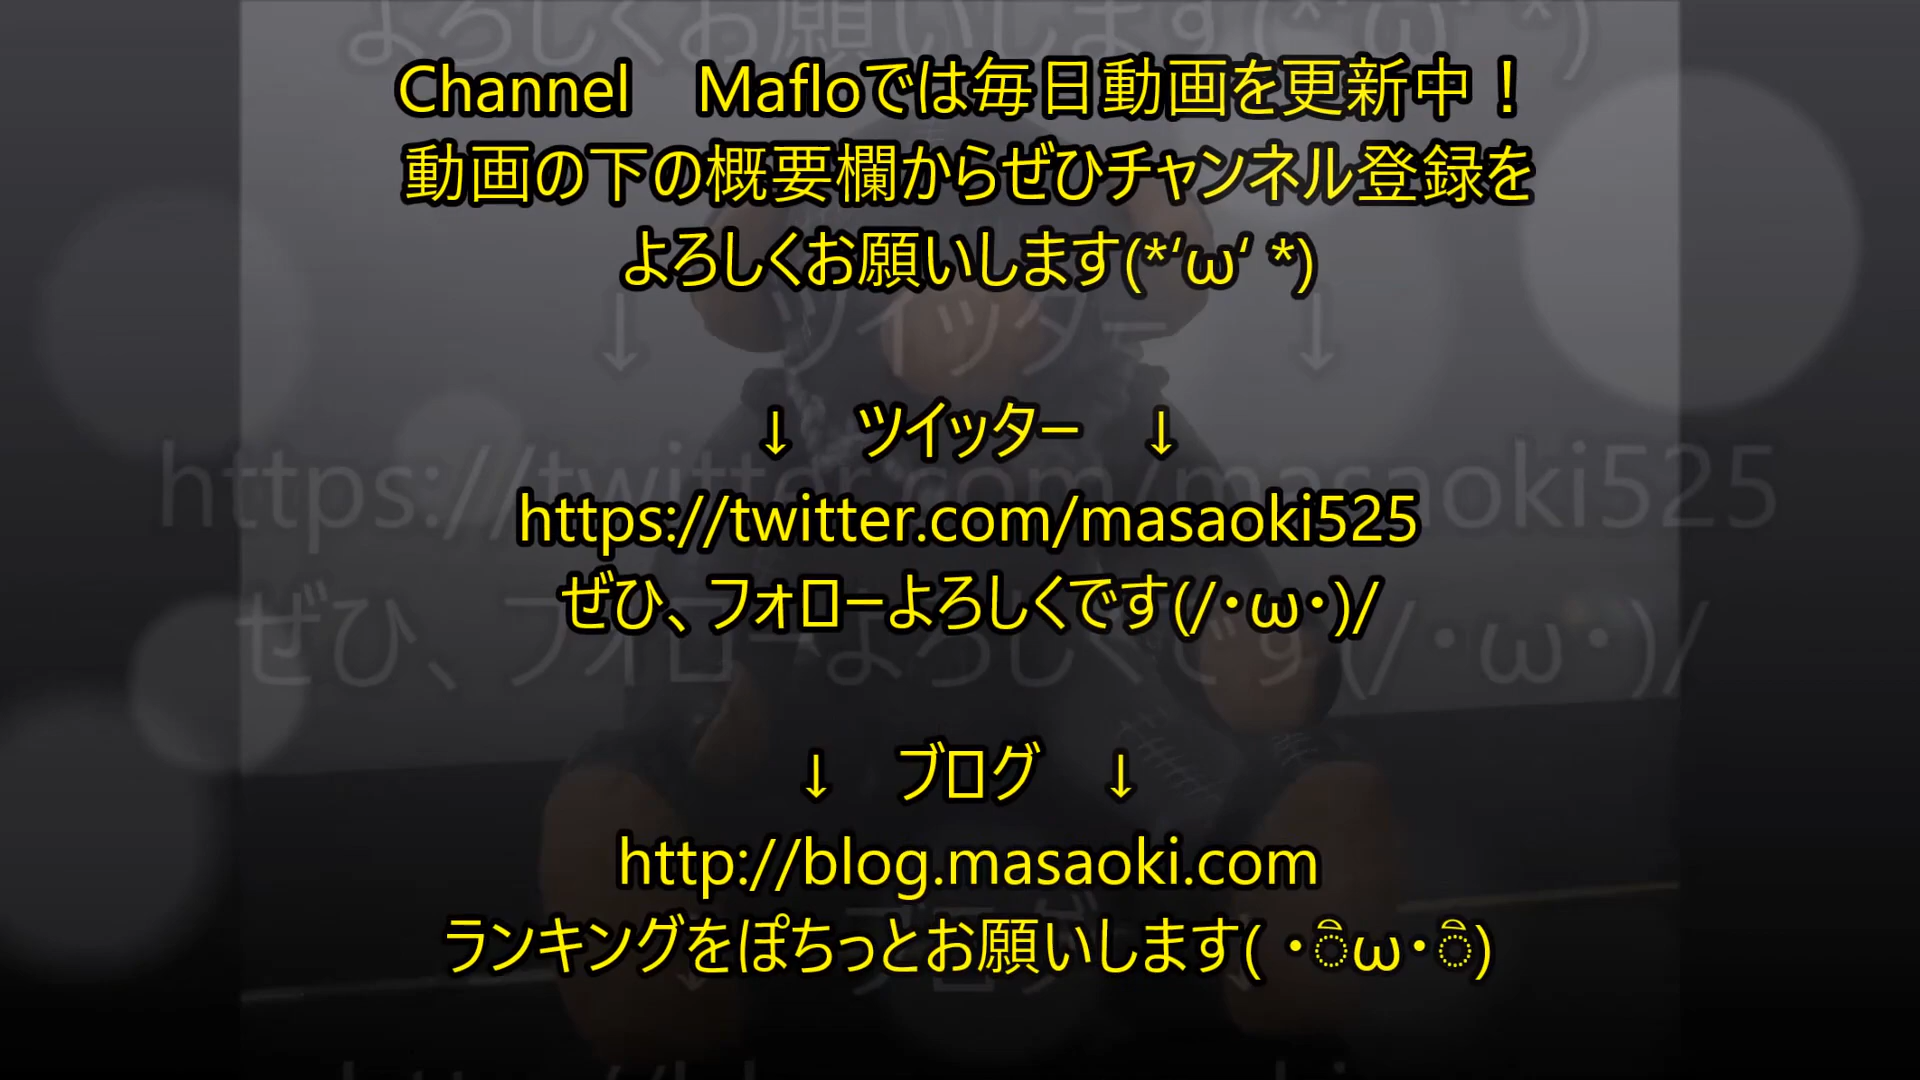 Channel　Mafloでは毎日動画を更新中！
動画の下の概要欄からぜひチャンネル登録を
よろしくお願いします(*‘ω‘ *)
↓　ツイッター　↓
https://twitter.com/masaoki525
ぜひ、フォローよろしくです(/・ω・)/
↓　ブログ　↓
http://blog.masaoki.com
ランキングをぽちっとお願いします( ・ิω・ิ)